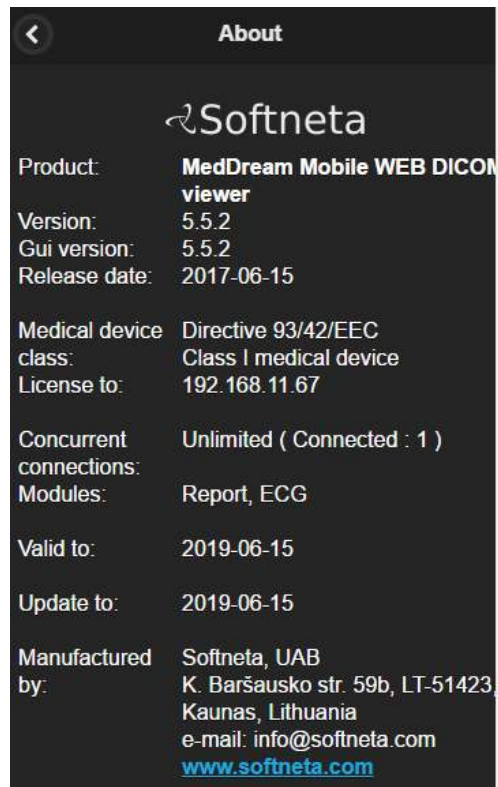 About
Softneta
Product: MedDream Mobile WEB DICOM
viewer
Version: 5.5.2
Gui version: 5.5.2
Release date: 2017-06-15
Medical device Directive 93/42/EEC
class: Class I medical device
License to: 192.168.11.67
Concurrent Unlimited ( Connected : 1 )
connections:
Modules: Report, ECG
Valid to: 2019-06-15
Update to: 2019-06-15
Manufactured Softneta, UAB
by: K. Baršausko str. 59b, LT-51423,
Kaunas, Lithuania
e-mail: info@softneta.com
www.softneta.com